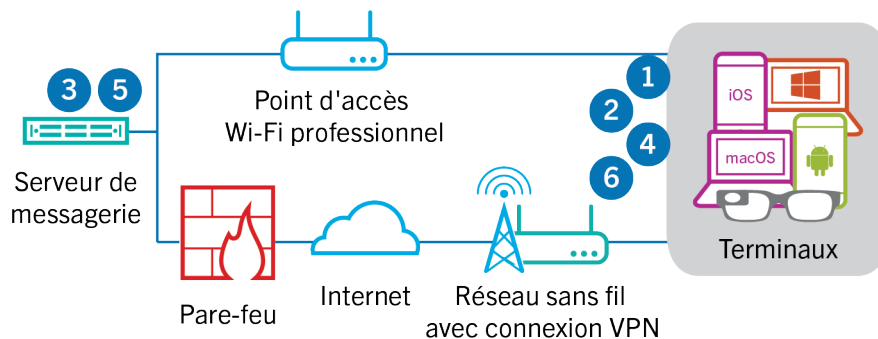 3 5
Serveur de
messagerie
Point d'accès
Wi-Fi professionnel
1
2
4
6
iOS
macOS
Terminaux
Pare-feu
Internet
Réseau sans fil
avec connexion VPN